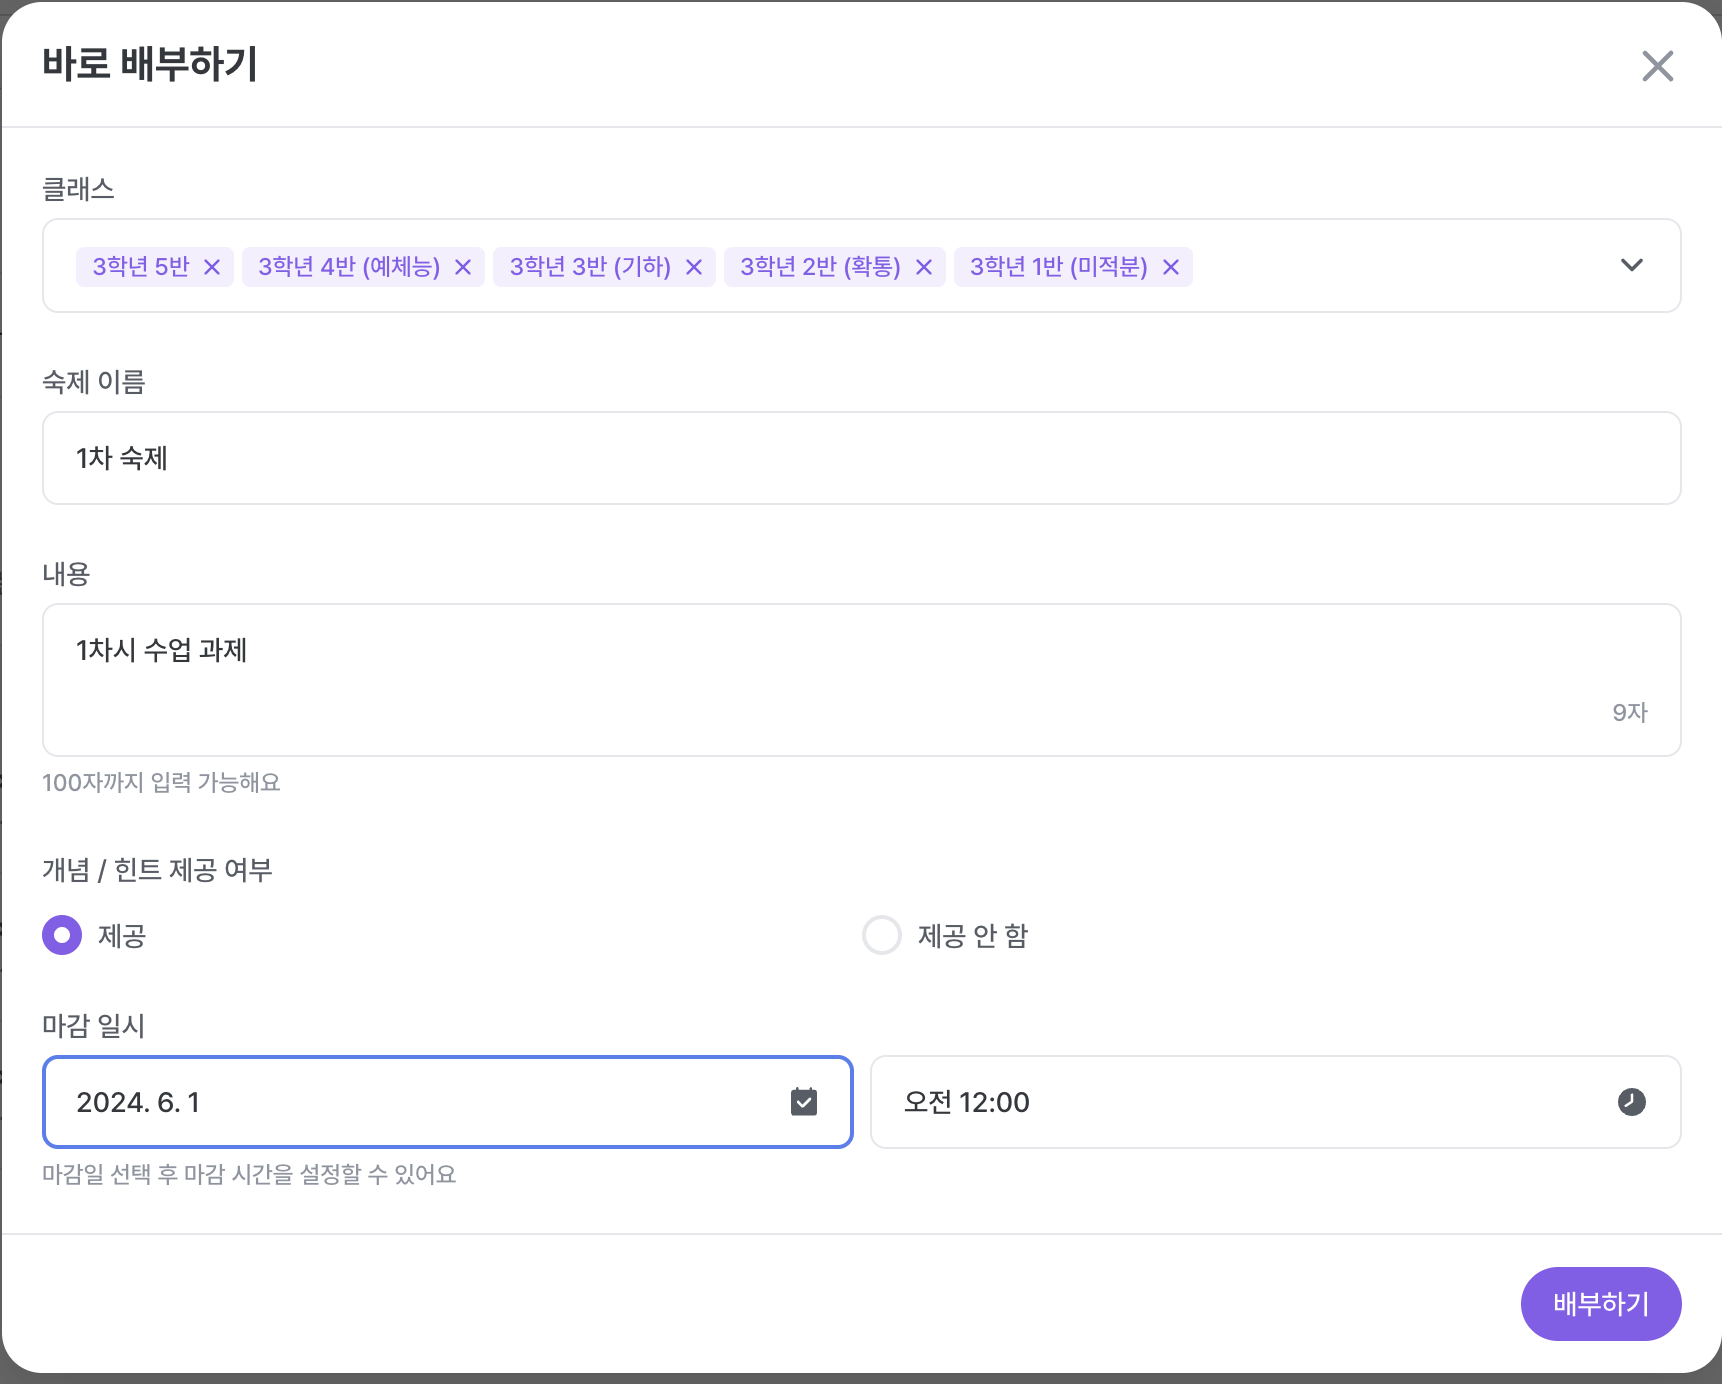 바로 배부하기
클래스
3학년 5반 3학년 4반 (예체능) 3학년 3반 (기하) 3학년 2반 (확통) 3학년 1반 (미적분)
숙제 이름
1차 숙제
내용
1차시 수업 과제
9자
100자까지 입력 가능해요
개념 / 힌트 제공 여부
제공 제공 안 함
마감 일시
2024. 6. 1 오전 12:00
마감일 선택 후 마감 시간을 설정할 수 있어요
배부하기